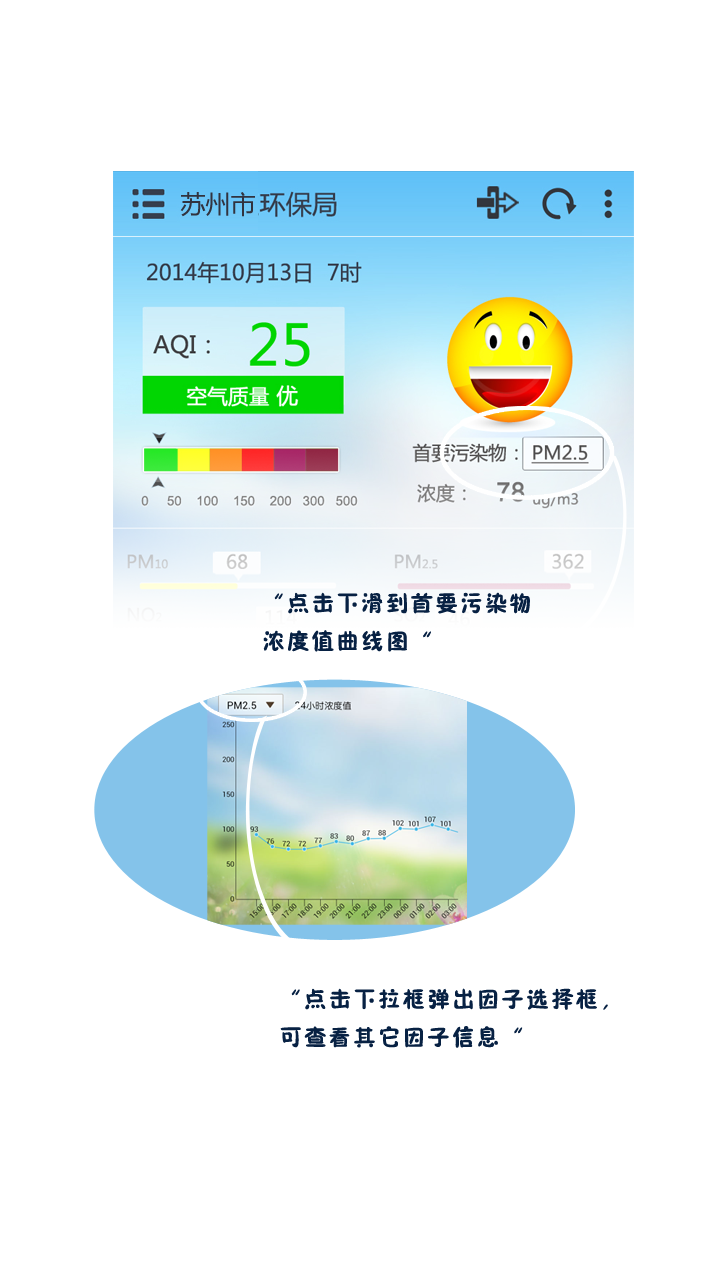 苏州市环保局
2014年10月13日 7时
AQI： 25
空气质量 优
首要污染物：PM2.5
浓度： 78 ug/m3
0 50 100 150 200 300 500
PM10 68 PM2.5 362
“点击下滑到首要污染物
浓度值曲线图“
PM2.5 24小时浓度值
250
200
150
100
50
0
93 76 72 72 77 83 80 87 88 102 101 107 101
15:00 16:00 17:00 18:00 19:00 20:00 21:00 22:00 23:00 00:00 01:00 02:00 03:00
“点击下拉框弹出因子选择框，
可查看其它因子信息“